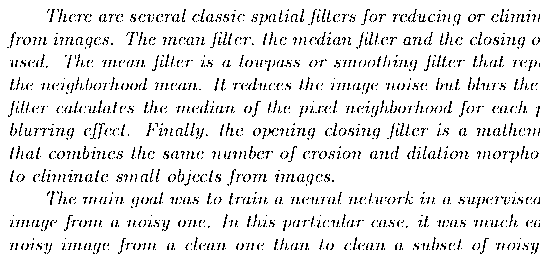 There are several classic spatial filters for reducing or elimin
from images. The mean filter, the median filter and the closing o
used. The mean filter is a lowpass or smoothing filter that rep
the neighborhood mean. It reduces the image noise but blurs the
filter calculates the median of the pixel neighborhood for each p
blurring effect. Finally, the opening closing filter is a mathem
that combines the same number of erosion and dilation morpho
to eliminate small objects from images.
The main goal was to train a neural network in a supervised
image from a noisy one. In this particular case, it was much ea
noisy image from a clean one than to clean a subset of noisy